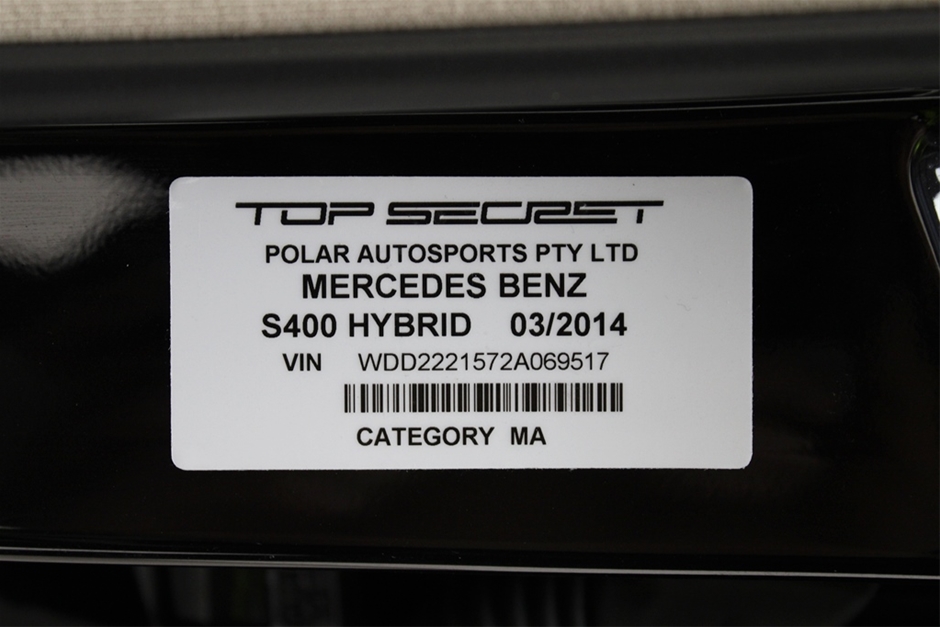 TOP SECRET
POLAR AUTOSPORTS PTY LTD
MERCEDES BENZ
S400 HYBRID 03/2014
VIN WDD2221572A069517
CATEGORY MA